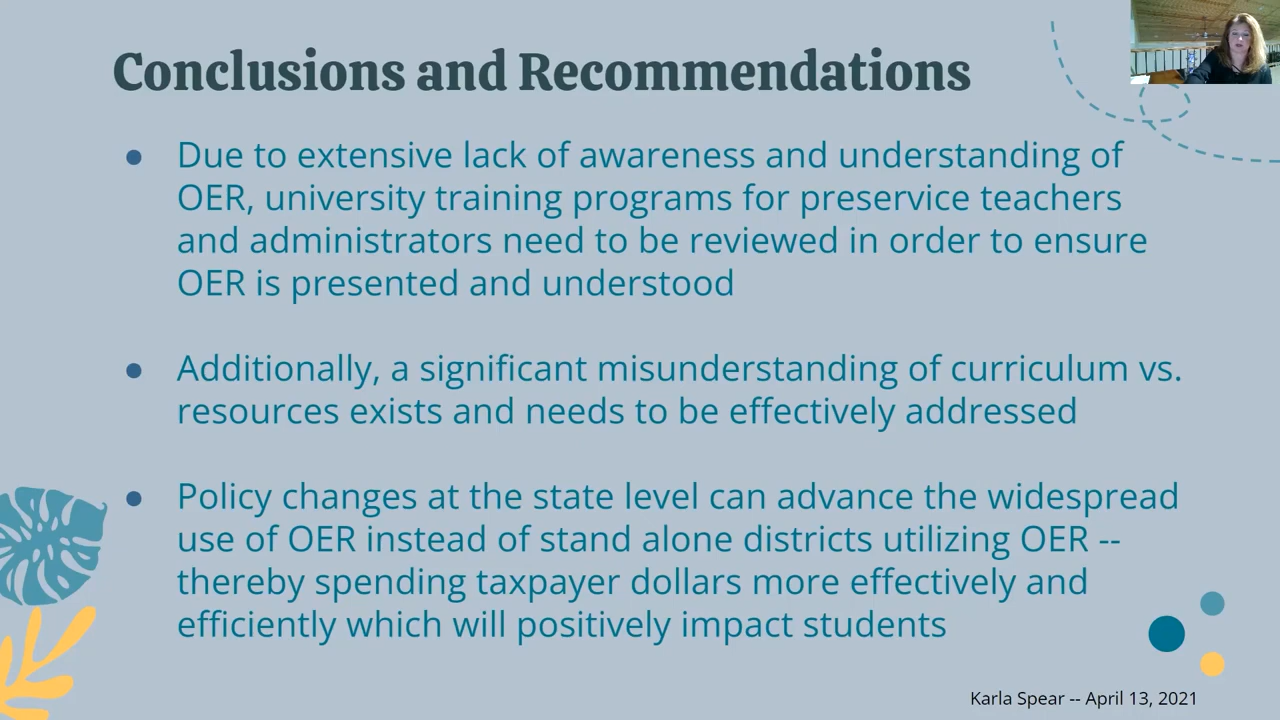 Conclusions and Recommendations
● Due to extensive lack of awareness and understanding of
OER, university training programs for preservice teachers
and administrators need to be reviewed in order to ensure
OER is presented and understood
● Additionally, a significant misunderstanding of curriculum vs.
resources exists and needs to be effectively addressed
● Policy changes at the state level can advance the widespread
use of OER instead of stand alone districts utilizing OER --
thereby spending taxpayer dollars more effectively and
efficiently which will positively impact students
Karla Spear -- April 13, 2021